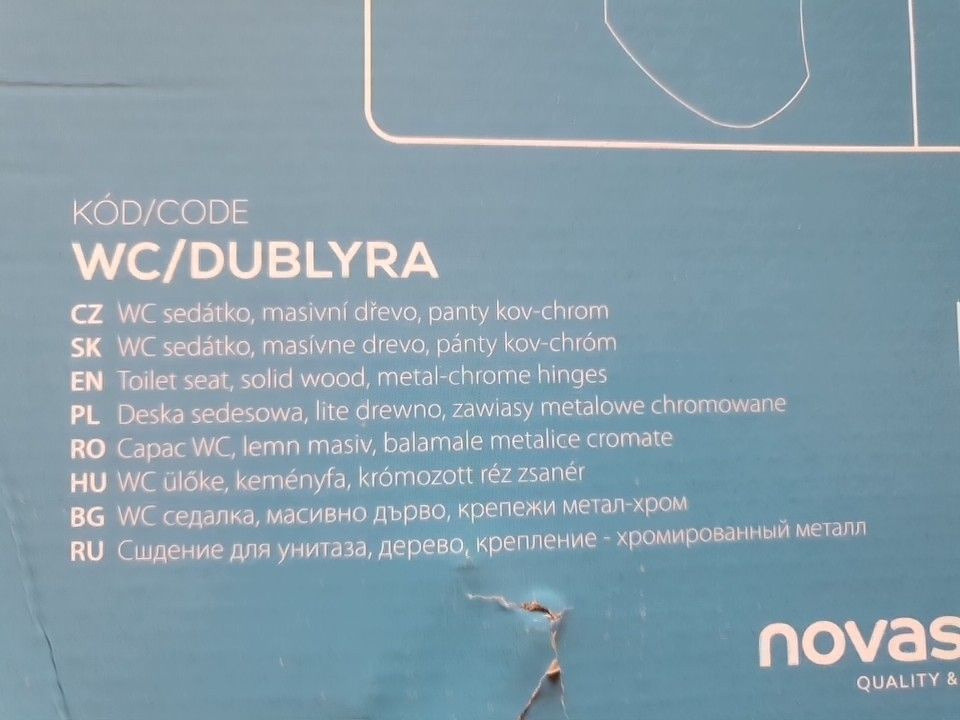 KÓD/CODE
WC/DUBLYRA
CZ WC sedátko, masivní dřevo, panty kov-chrom
SK WC sedátko, masívne drevo, pánty kov-chróm
EN Toilet seat, solid wood, metal-chrome hinges
PL Deska sedesowa, lite drewno, zawiasy metalowe chromowane
RO Capac WC, lemn masiv, balamale metalice cromate
HU WC ülőke, keményfa, krómozott réz zsanér
BG WC седалка, масивно дърво, крепежи метал-хром
RU Сшдение для унитаза, дерево, крепление - хромированный металл
novas
QUALITY &